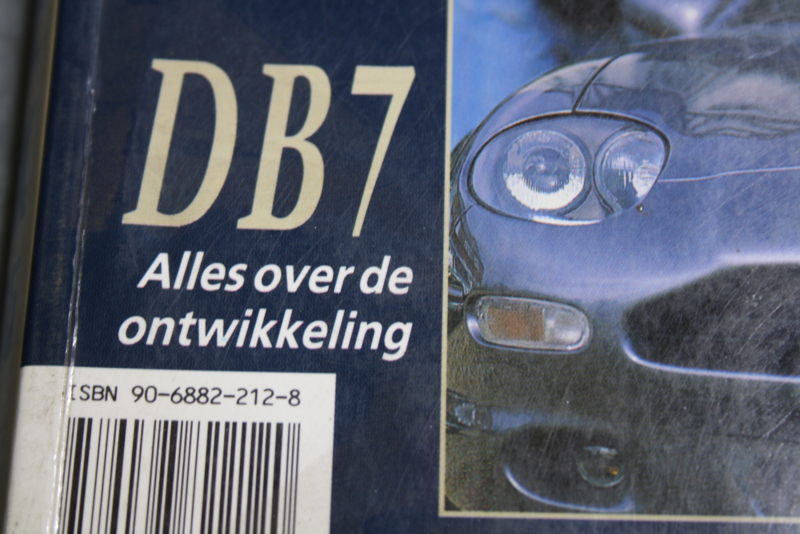 DB7
Alles over de
ontwikkeling
ISBN 90-6882-212-8